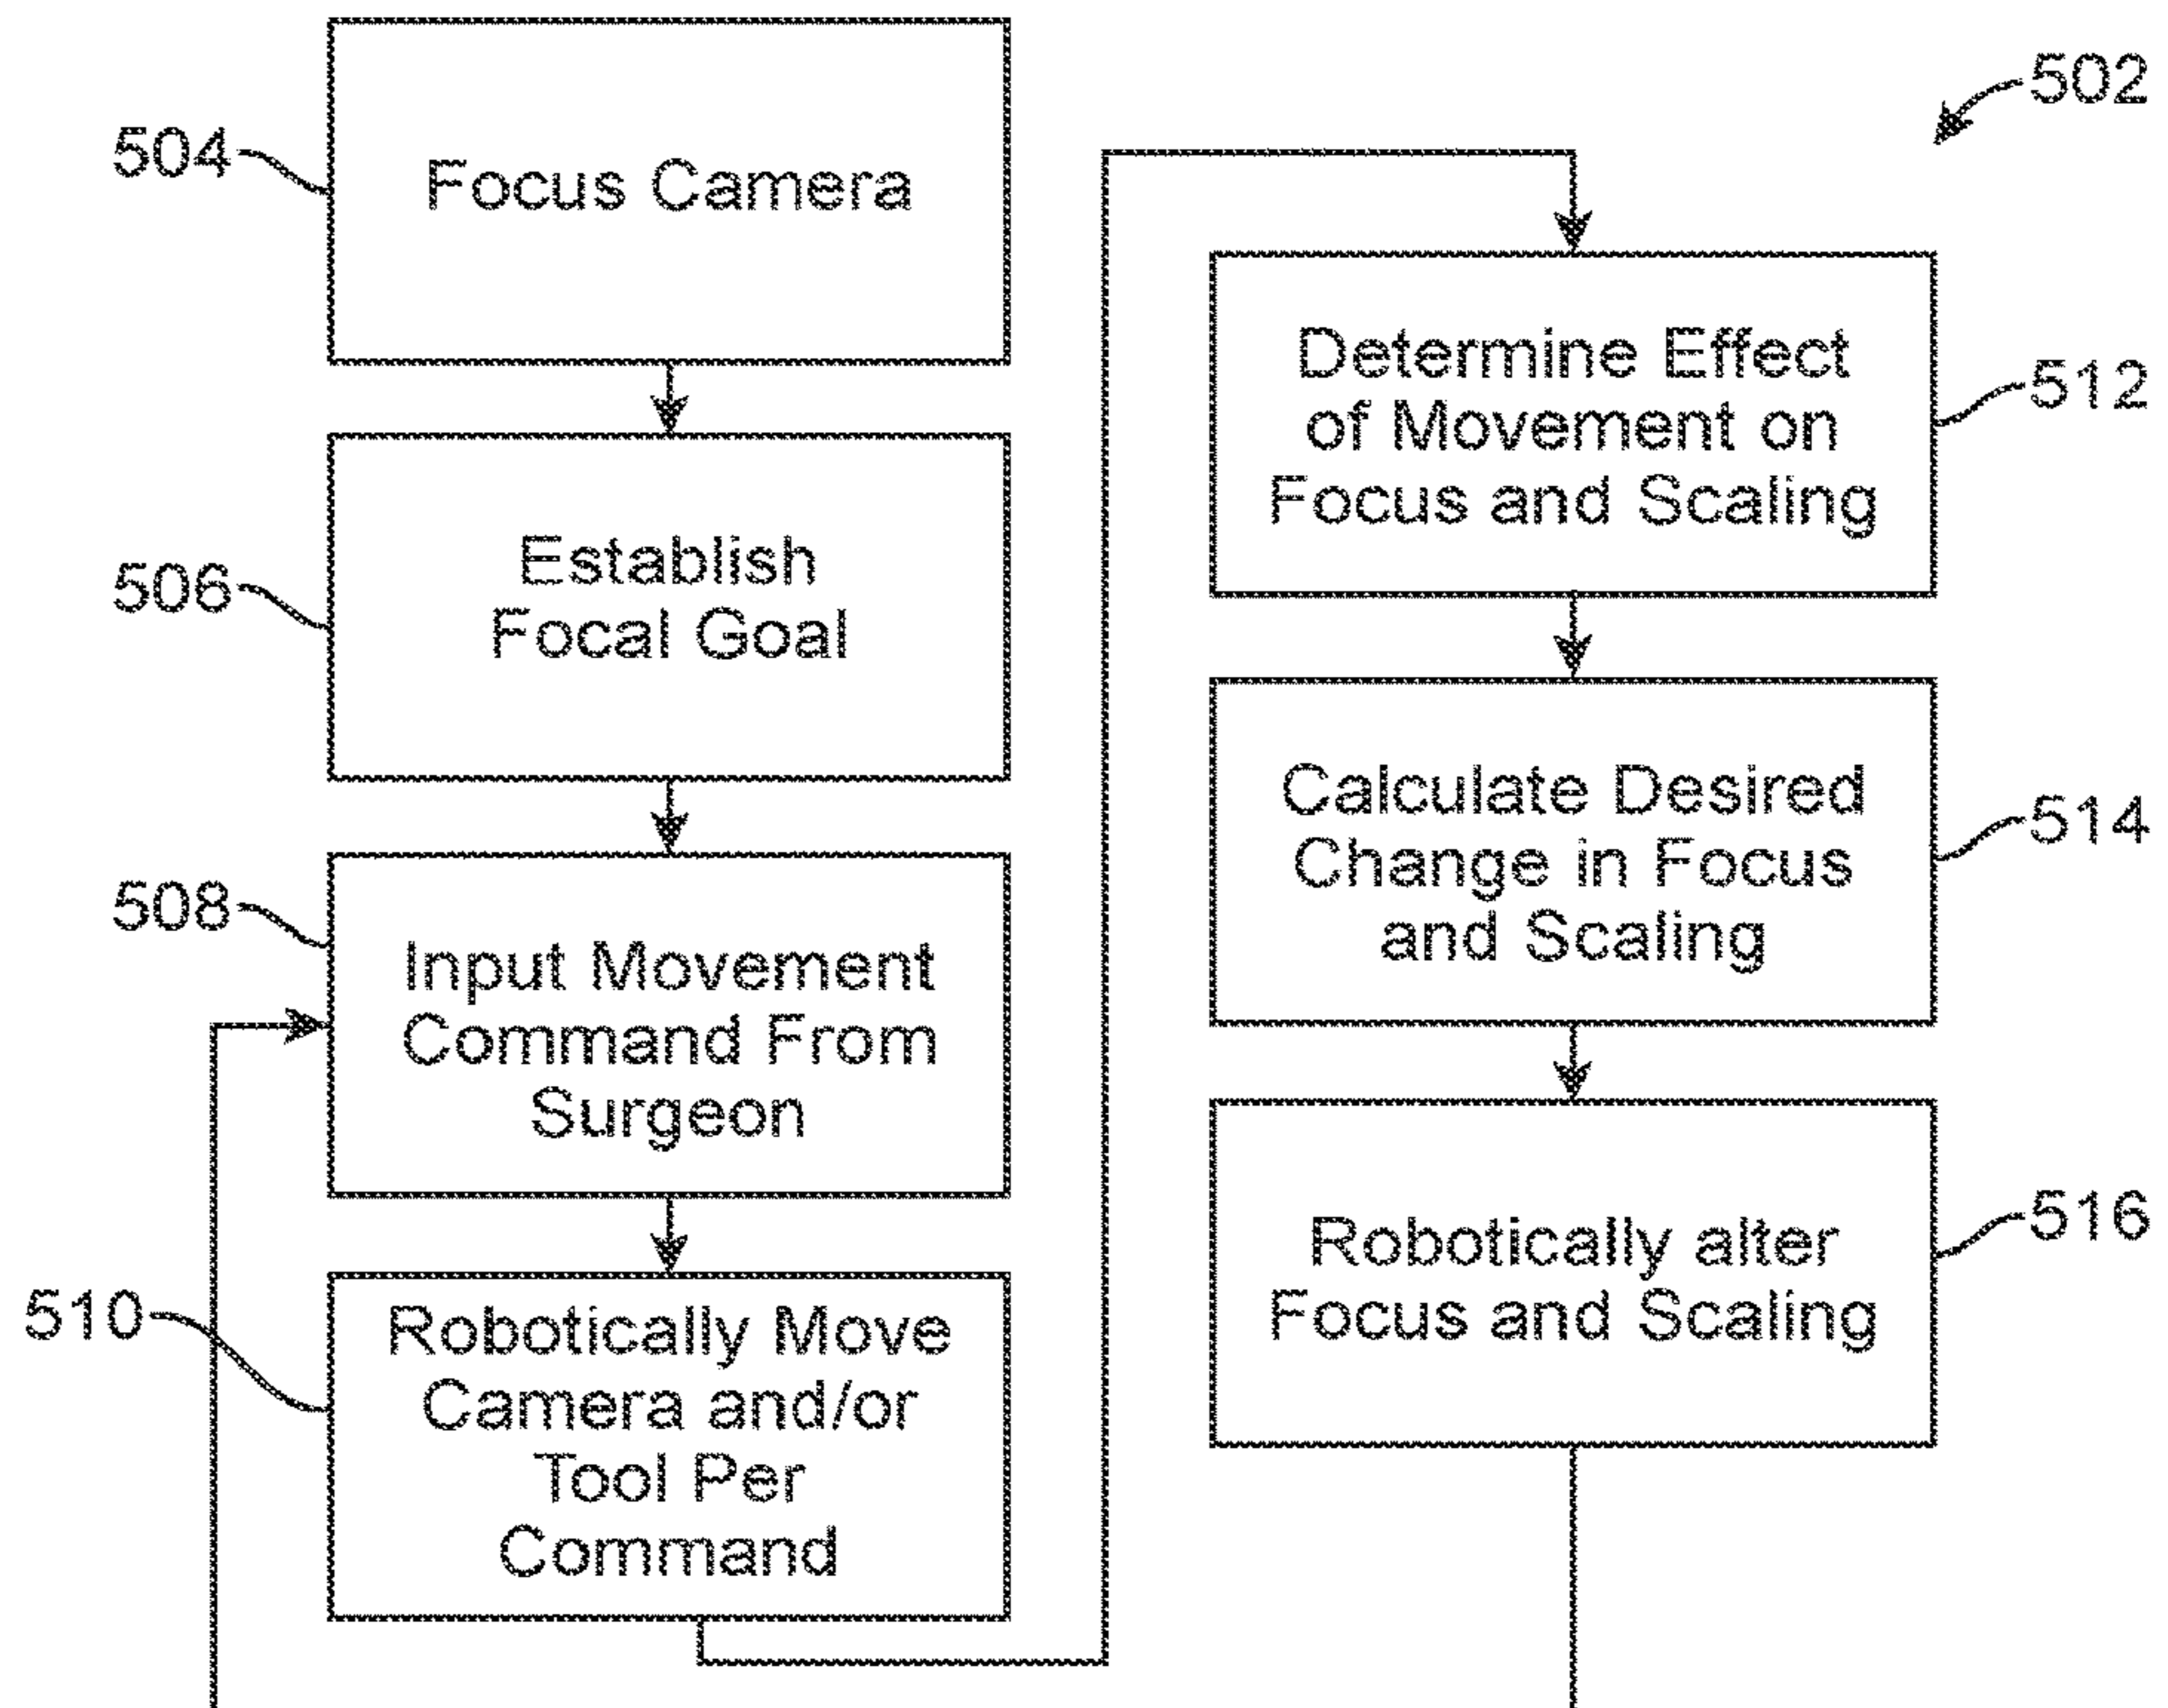 504
Focus Camera
506
Establish
Focal Goal
508
Input Movement
Command From
Surgeon
510
Robotically Move
Camera and/or
Tool Per
Command
502
512
Determine Effect
of Movement on
Focus and Scaling
514
Calculate Desired
Change in Focus
and Scaling
516
Robotically alter
Focus and Scaling